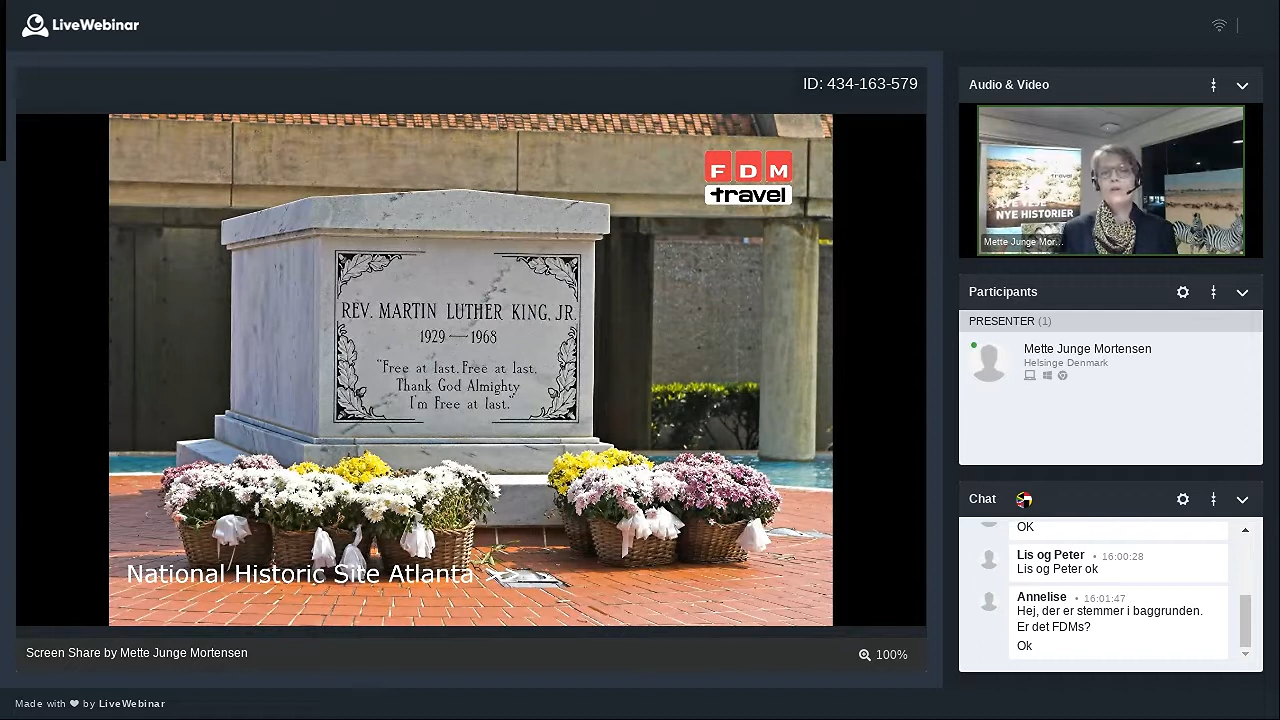 LiveWebinar
ID: 434-163-579
FDM
travel
REV. MARTIN LUTHER KING, JR.
1929 — 1968
"Free at last, Free at last,
Thank God Almighty
I'm Free at last."
National Historic Site Atlanta
Screen Share by Mette Junge Mortensen
100%
Audio & Video
travel
NYE HISTORIER
Mette Junge Mor...
Participants
PRESENTER (1)
Mette Junge Mortensen
Helsinge Denmark
Chat
OK
Lis og Peter • 16:00:28
Lis og Peter ok
Annelise • 16:01:47
Hej, der er stemmer i baggrunden.
Er det FDMs?
Ok
Made with ❤ by LiveWebinar